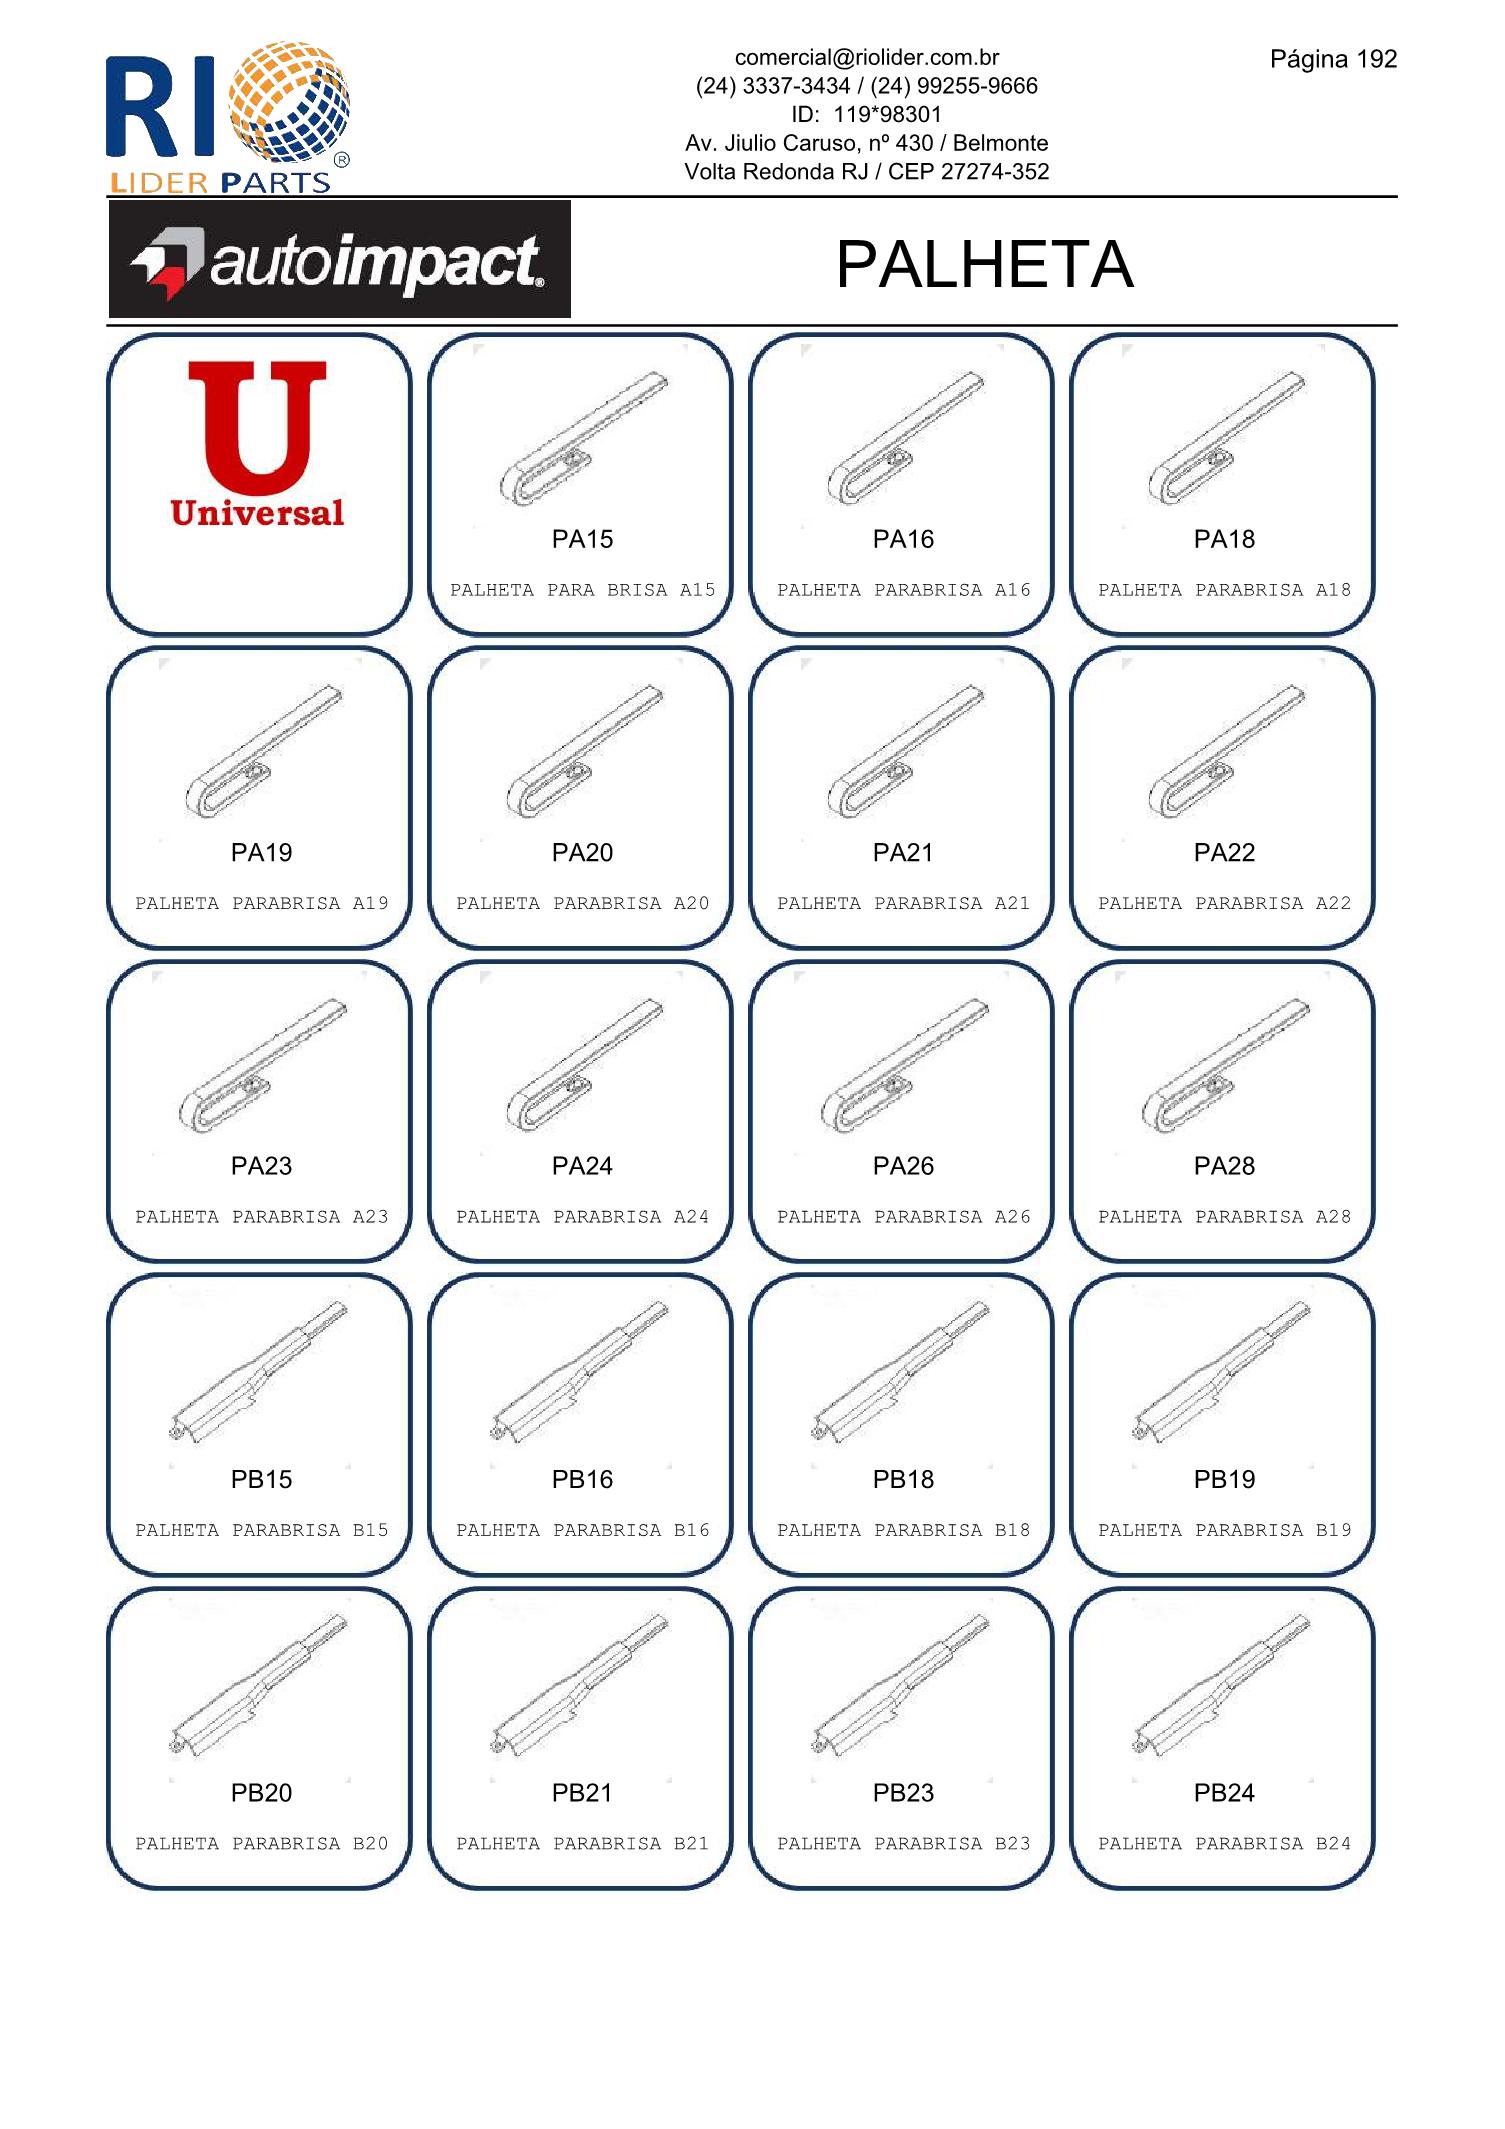 RIO
®
LIDER PARTS
comercial@riolider.com.br
(24) 3337-3434 / (24) 99255-9666
ID:  119*98301
Av. Jiulio Caruso, nº 430 / Belmonte
Volta Redonda RJ / CEP 27274-352
Página 192
autoimpact®
PALHETA
U
Universal
PA15
PALHETA PARA BRISA A15
PA16
PALHETA PARABRISA A16
PA18
PALHETA PARABRISA A18
PA19
PALHETA PARABRISA A19
PA20
PALHETA PARABRISA A20
PA21
PALHETA PARABRISA A21
PA22
PALHETA PARABRISA A22
PA23
PALHETA PARABRISA A23
PA24
PALHETA PARABRISA A24
PA26
PALHETA PARABRISA A26
PA28
PALHETA PARABRISA A28
PB15
PALHETA PARABRISA B15
PB16
PALHETA PARABRISA B16
PB18
PALHETA PARABRISA B18
PB19
PALHETA PARABRISA B19
PB20
PALHETA PARABRISA B20
PB21
PALHETA PARABRISA B21
PB23
PALHETA PARABRISA B23
PB24
PALHETA PARABRISA B24